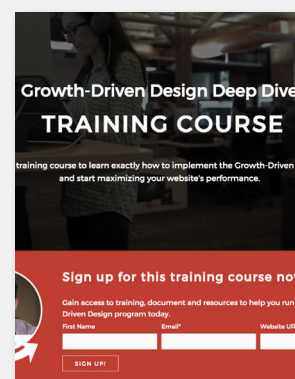 Growth-Driven Design Deep Dive
TRAINING COURSE
training course to learn exactly how to implement the Growth-Driven
and start maximizing your website's performance.
Sign up for this training course no
Gain access to training, document and resources to help you run
Driven Design program today.
First Name Email* Website UR
SIGN UP!